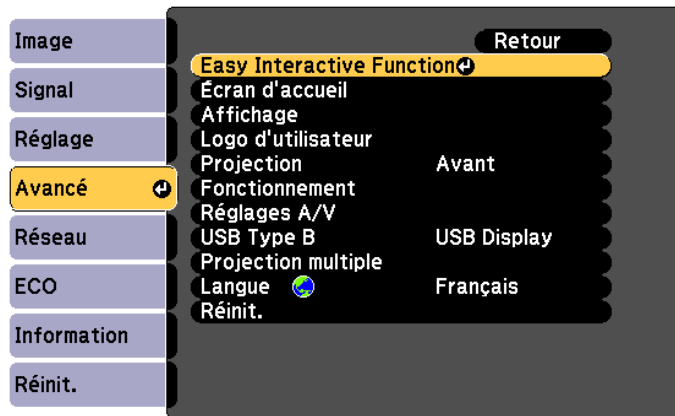 Image
Signal
Réglage
Avancé
Réseau
ECO
Information
Réinit.
Retour
Easy Interactive Function
Écran d'accueil
Affichage
Logo d'utilisateur
Projection Avant
Fonctionnement
Réglages A/V
USB Type B USB Display
Projection multiple
Langue Français
Réinit.